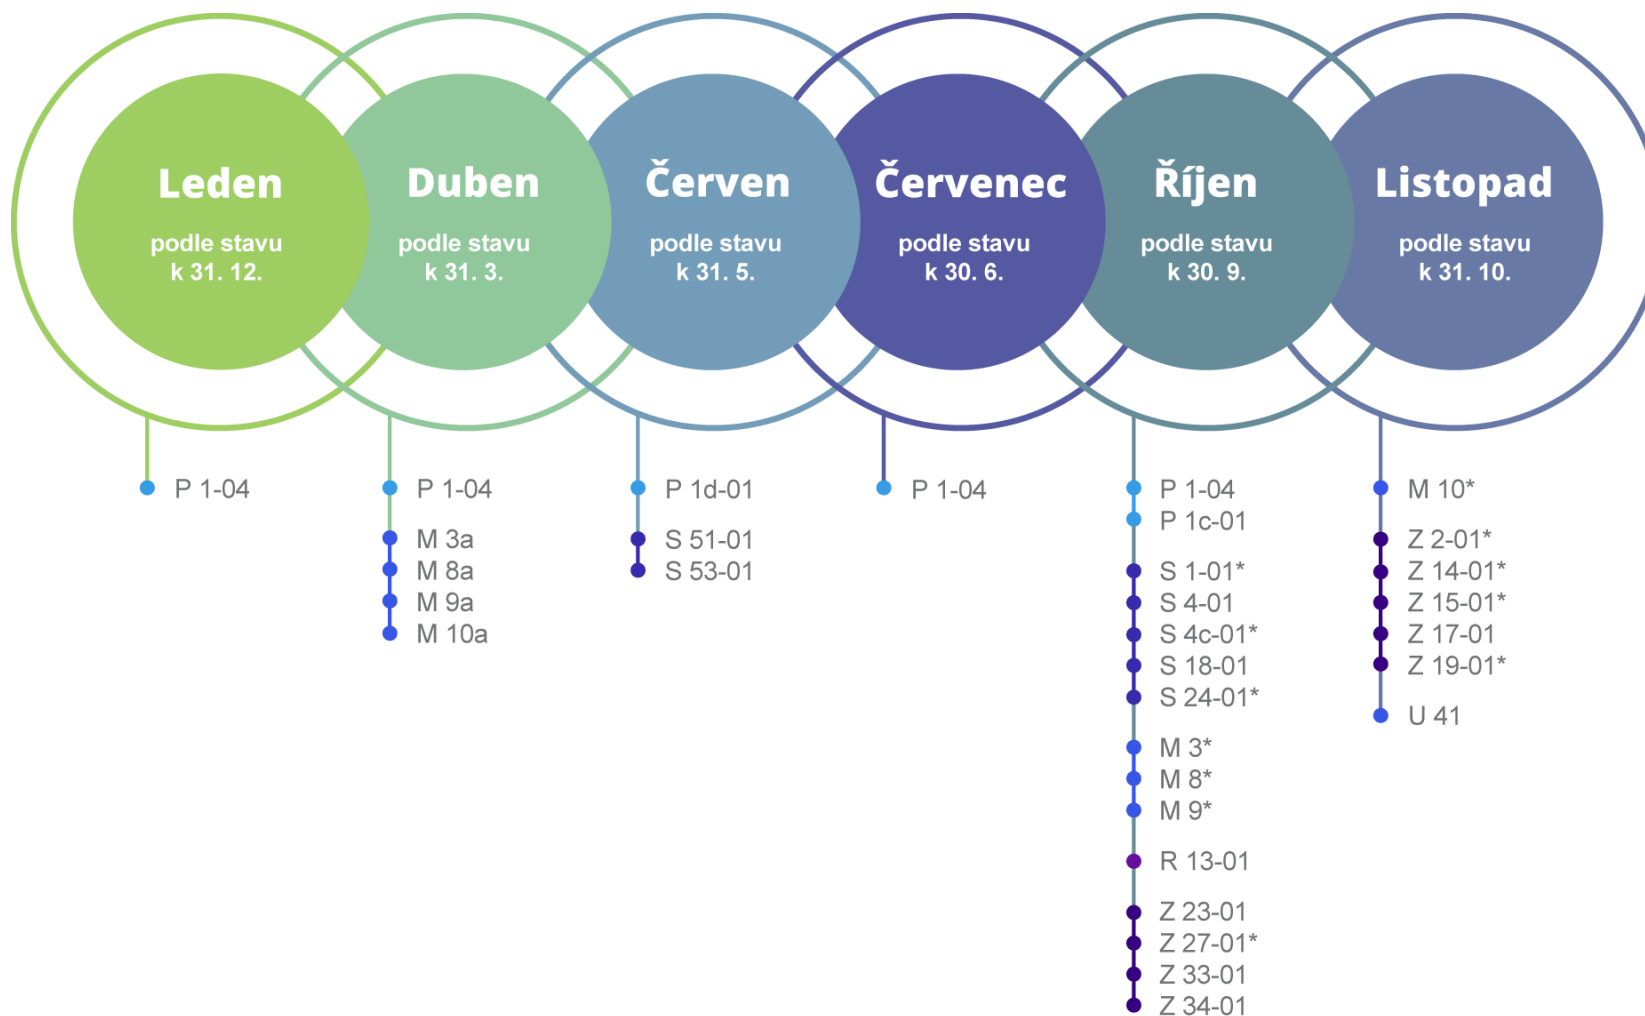 Leden
podle stavu
k 31. 12.
P 1-04
Duben
podle stavu
k 31. 3.
P 1-04
M 3a
M 8a
M 9a
M 10a
Červen
podle stavu
k 31. 5.
P 1d-01
S 51-01
S 53-01
Červenec
podle stavu
k 30. 6.
P 1-04
Říjen
podle stavu
k 30. 9.
P 1-04
P 1c-01
S 1-01*
S 4-01
S 4c-01*
S 18-01
S 24-01*
M 3*
M 8*
M 9*
R 13-01
Z 23-01
Z 27-01*
Z 33-01
Z 34-01
Listopad
podle stavu
k 31. 10.
M 10*
Z 2-01*
Z 14-01*
Z 15-01*
Z 17-01
Z 19-01*
U 41